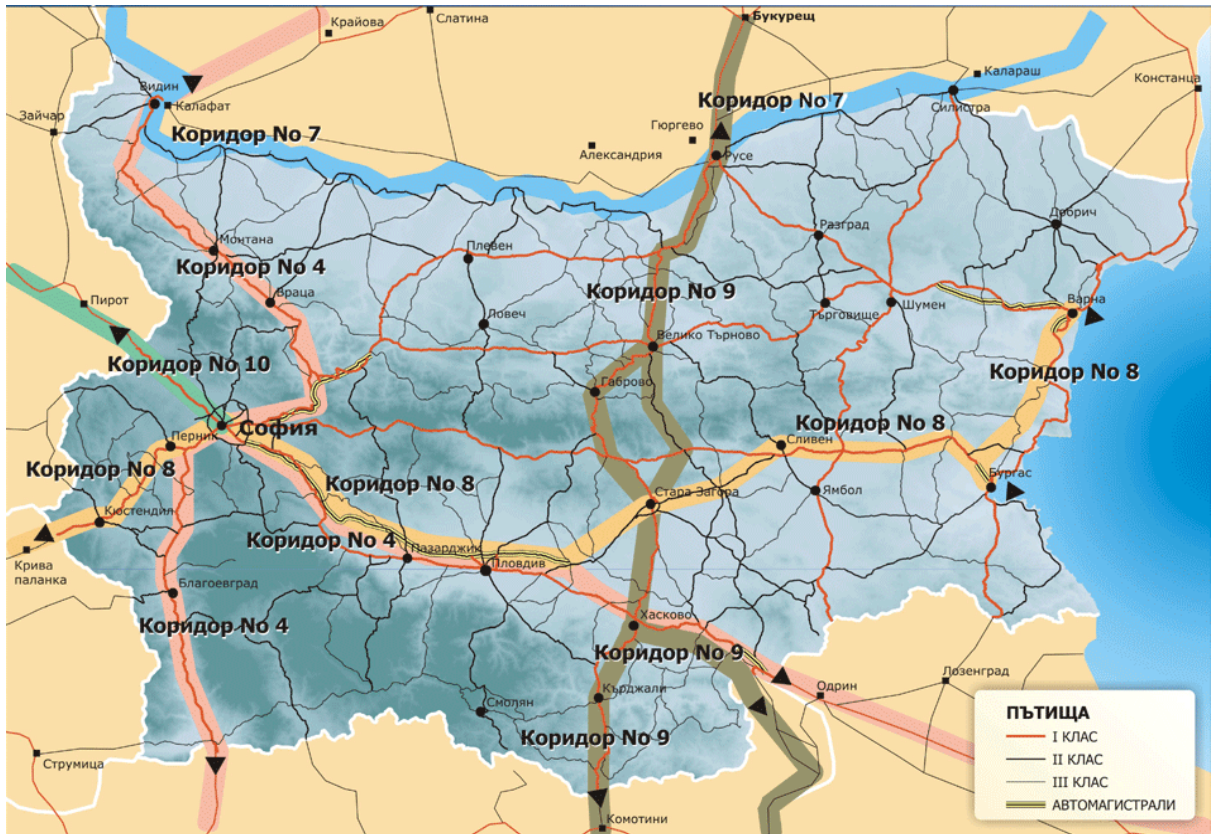 Крайова
Слатина
Букурещ
Видин
Калафат
Зайчар
Коридор No 7
Коридор No 7
Калараш
Констанца
Силистра
Гюргево
Александрия
Русе
Монтана
Плевен
Разград
Добрич
Коридор No 4
Враца
Пирот
Коридор No 9
Ловеч
Велико Търново
Търговище
Шумен
Варна
Коридор No 10
Габрово
Коридор No 8
София
Перник
Сливен
Коридор No 8
Коридор No 8
Коридор No 8
Стара Загора
Ямбол
Бургас
Кюстендил
Коридор No 4
Пазарджик
Пловдив
Крива
паланка
Благоевград
Коридор No 4
Хасково
Коридор No 9
Кърджали
Одрин
Лозенград
Смолян
Коридор No 9
Струмица
Комотини
ПЪТИЩА
I КЛАС
II КЛАС
III КЛАС
АВТОМАГИСТРАЛИ